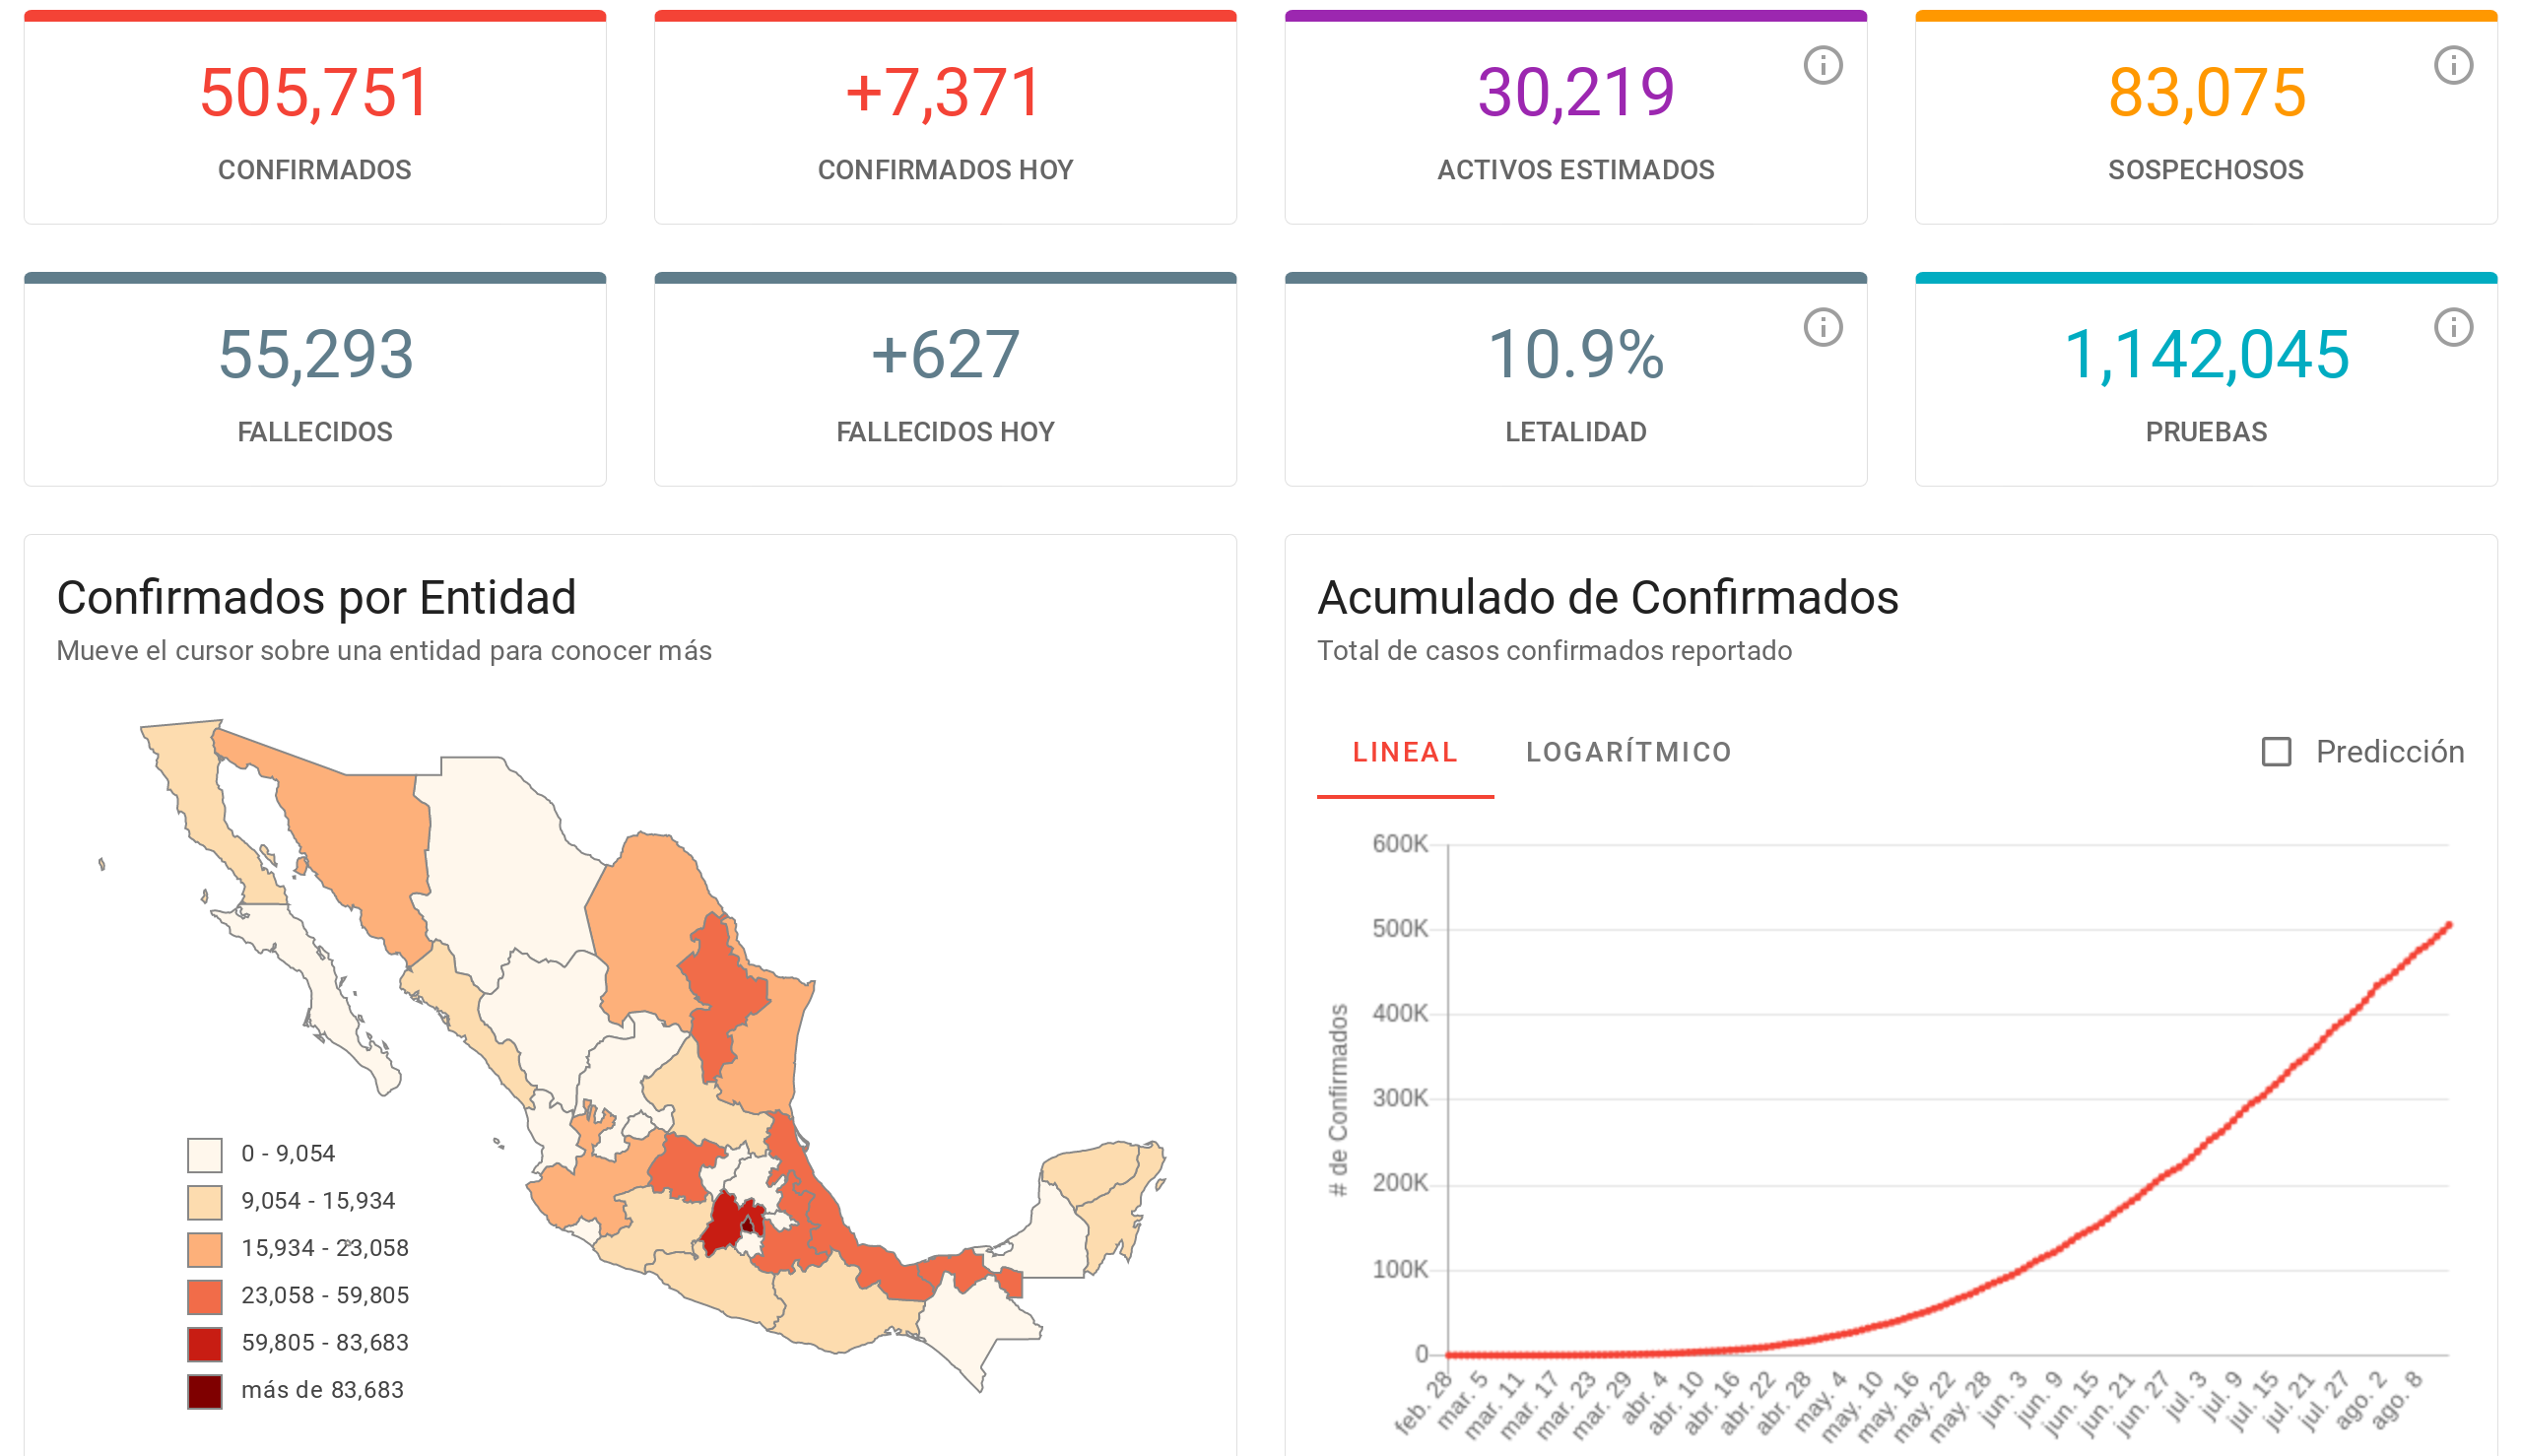 505,751
CONFIRMADOS
+7,371
CONFIRMADOS HOY
30,219
ACTIVOS ESTIMADOS
83,075
SOSPECHOSOS
55,293
FALLECIDOS
+627
FALLECIDOS HOY
10.9%
LETALIDAD
1,142,045
PRUEBAS
Confirmados por Entidad
Mueve el cursor sobre una entidad para conocer más
0 - 9,054
9,054 - 15,934
15,934 - 23,058
23,058 - 59,805
59,805 - 83,683
más de 83,683
Acumulado de Confirmados
Total de casos confirmados reportado
LINEAL
LOGARÍTMICO
Predicción
# de Confirmados
600K
500K
400K
300K
200K
100K
0
feb. 28
mar. 5
mar. 11
mar. 17
mar. 23
mar. 29
abr. 4
abr. 10
abr. 16
abr. 22
abr. 28
may. 4
may. 10
may. 16
may. 22
may. 28
jun. 3
jun. 9
jun. 15
jun. 21
jun. 27
jul. 3
jul. 9
jul. 15
jul. 21
jul. 27
ago. 2
ago. 8